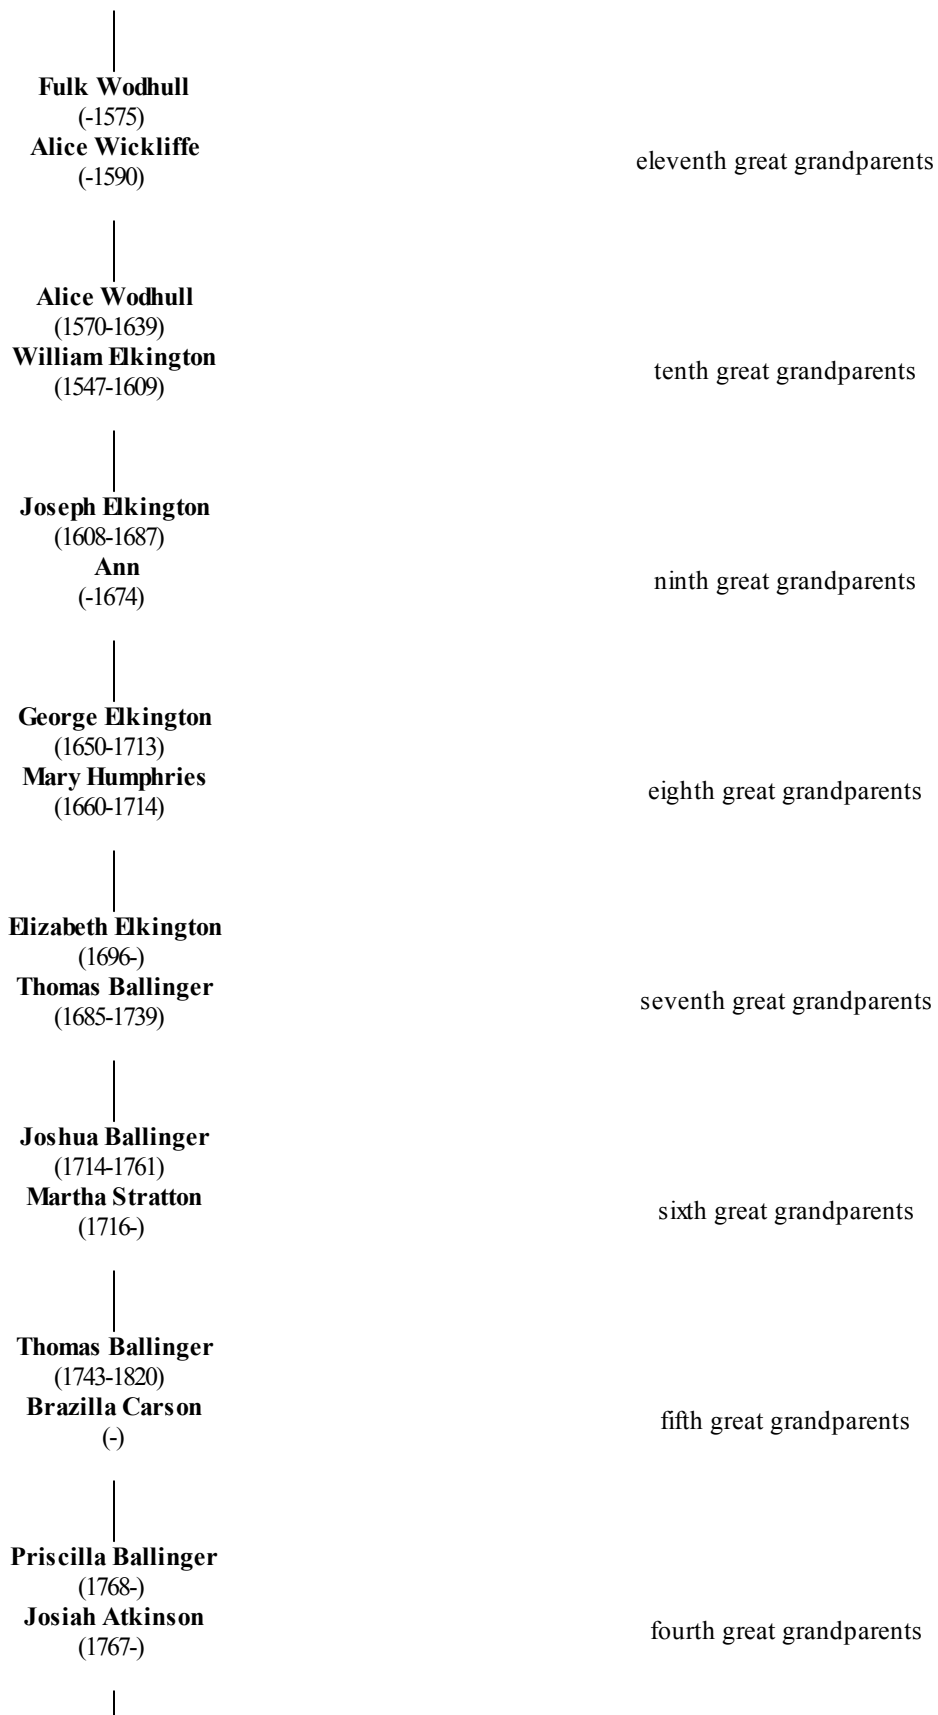 Fulk Wodhull
(-1575)
Alice Wickliffe
(-1590)
eleventh great grandparents
Alice Wodhull
(1570-1639)
William Elkington
(1547-1609)
tenth great grandparents
Joseph Elkington
(1608-1687)
Ann
(-1674)
ninth great grandparents
George Elkington
(1650-1713)
Mary Humphries
(1660-1714)
eighth great grandparents
Elizabeth Elkington
(1696-)
Thomas Ballinger
(1685-1739)
seventh great grandparents
Joshua Ballinger
(1714-1761)
Martha Stratton
(1716-)
sixth great grandparents
Thomas Ballinger
(1743-1820)
Brazilla Carson
(-)
fifth great grandparents
Priscilla Ballinger
(1768-)
Josiah Atkinson
(1767-)
fourth great grandparents